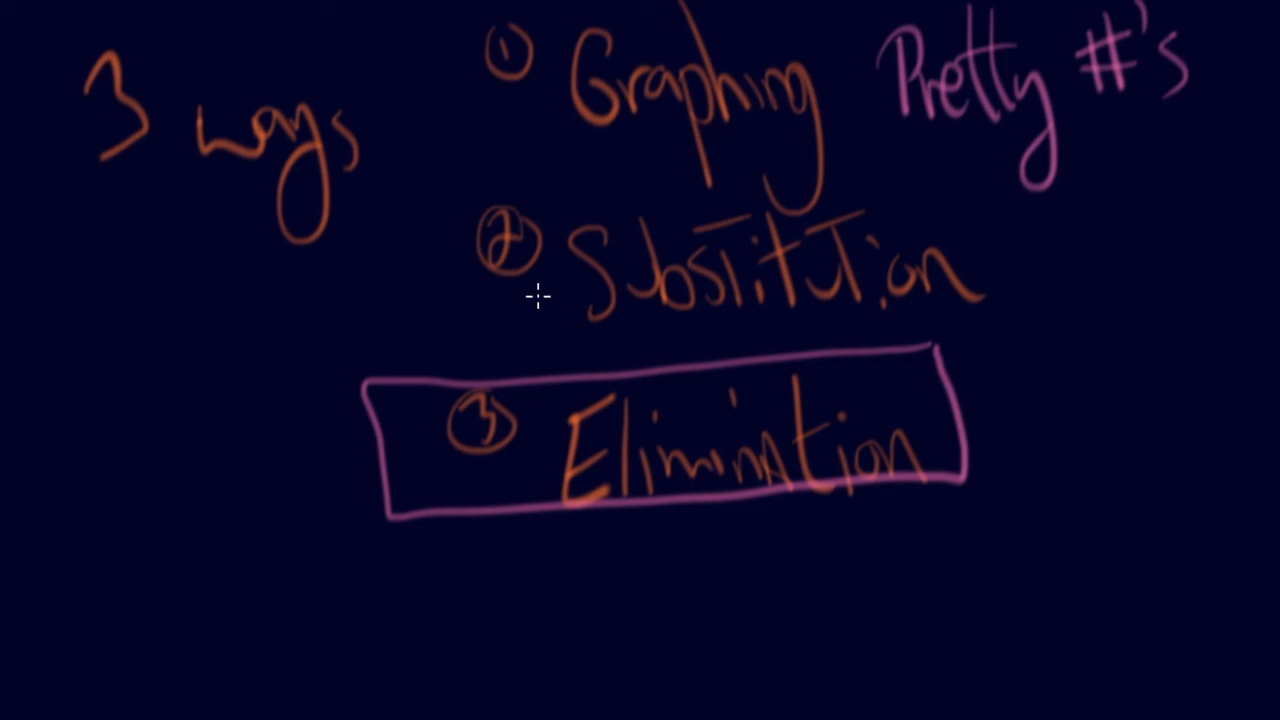 3 ways
① Graphing Pretty #'s
② Substitution
③ Elimination